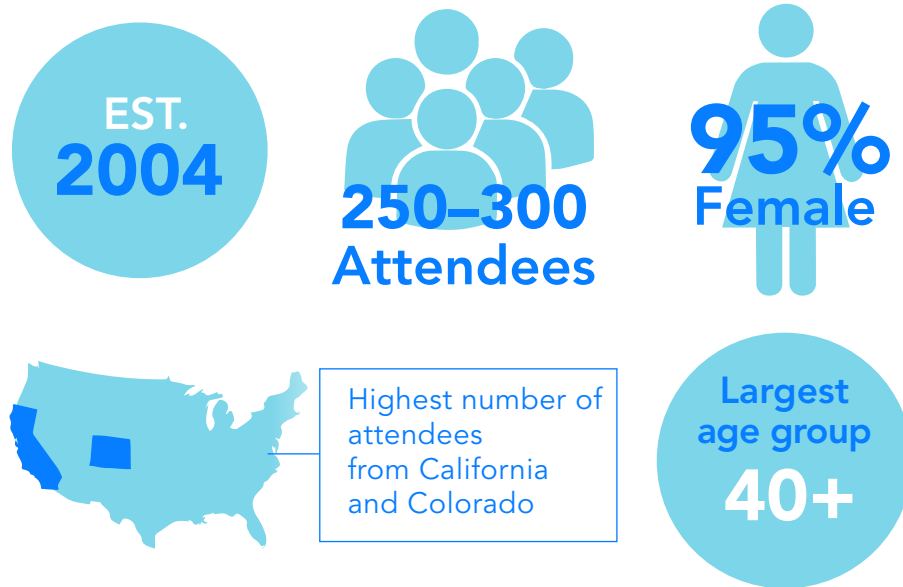 EST.
2004
250–300
Attendees
95%
Female
Highest number of
attendees
from California
and Colorado
Largest
age group
40+